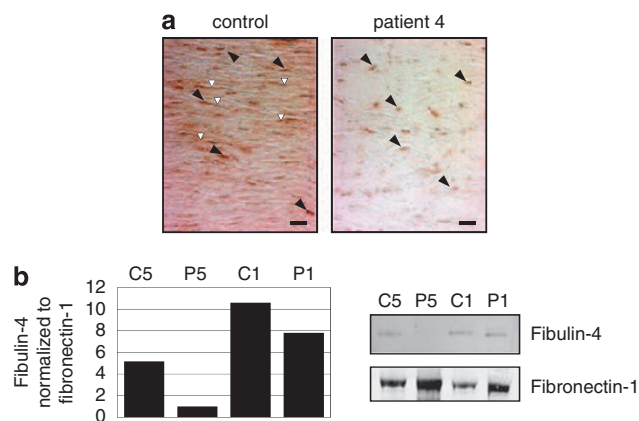 a
control
patient 4
b
C5 P5 C1 P1
12
10
8
6
4
2
0
Fibulin-4
normalized to
fibronectin-1
C5 P5 C1 P1
Fibulin-4
Fibronectin-1